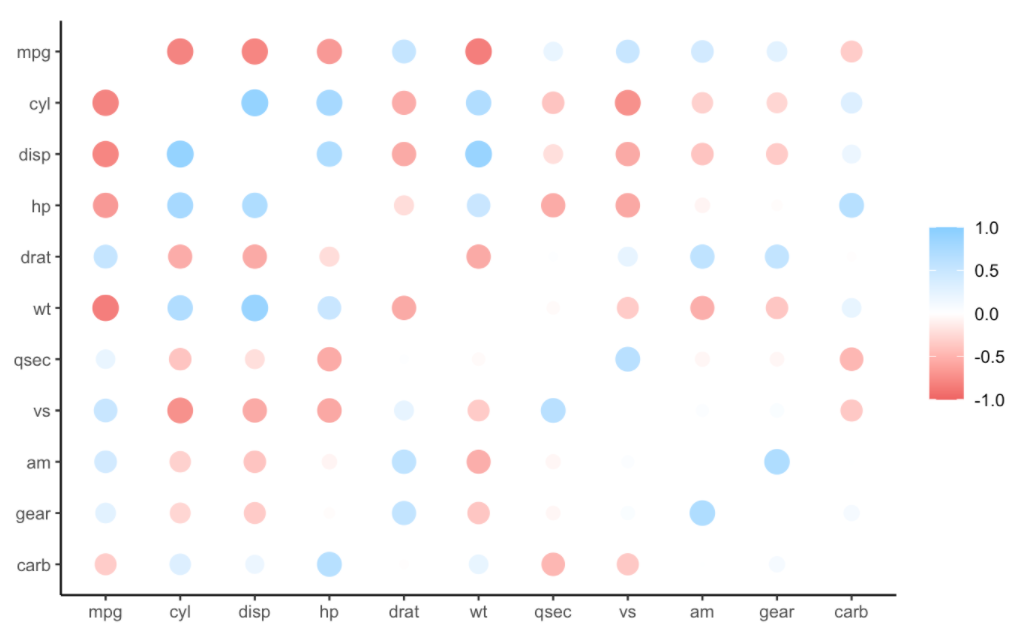 mpg
cyl
disp
hp
drat
wt
qsec
vs
am
gear
carb
1.0
0.5
0.0
-0.5
-1.0
mpg cyl disp hp drat wt qsec vs am gear carb